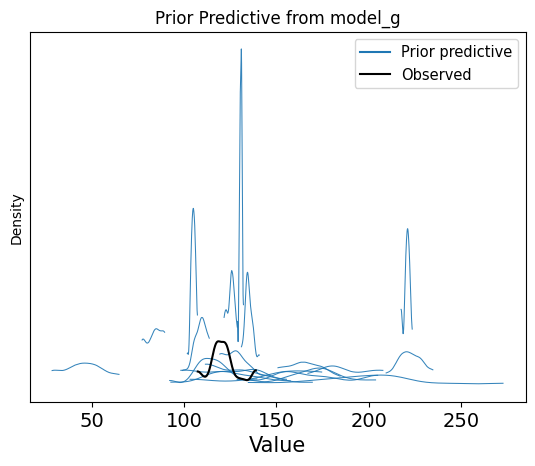 Prior Predictive from model_g
Prior predictive
Observed
Density
50
100
150
200
250
Value